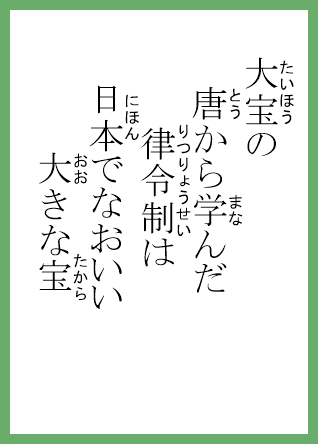 大宝の
唐から学んだ
律令制は
日本でなおいい
大きな宝
たいほう
とう
まな
りつりょうせい
にほん
おお
たから